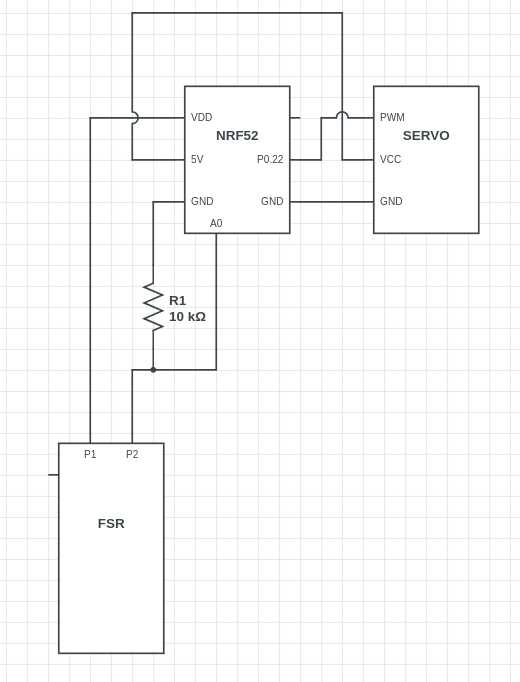 VDD
NRF52
5V
P0.22
GND
GND
A0
PWM
SERVO
VCC
GND
R1
10 kΩ
P1
P2
FSR